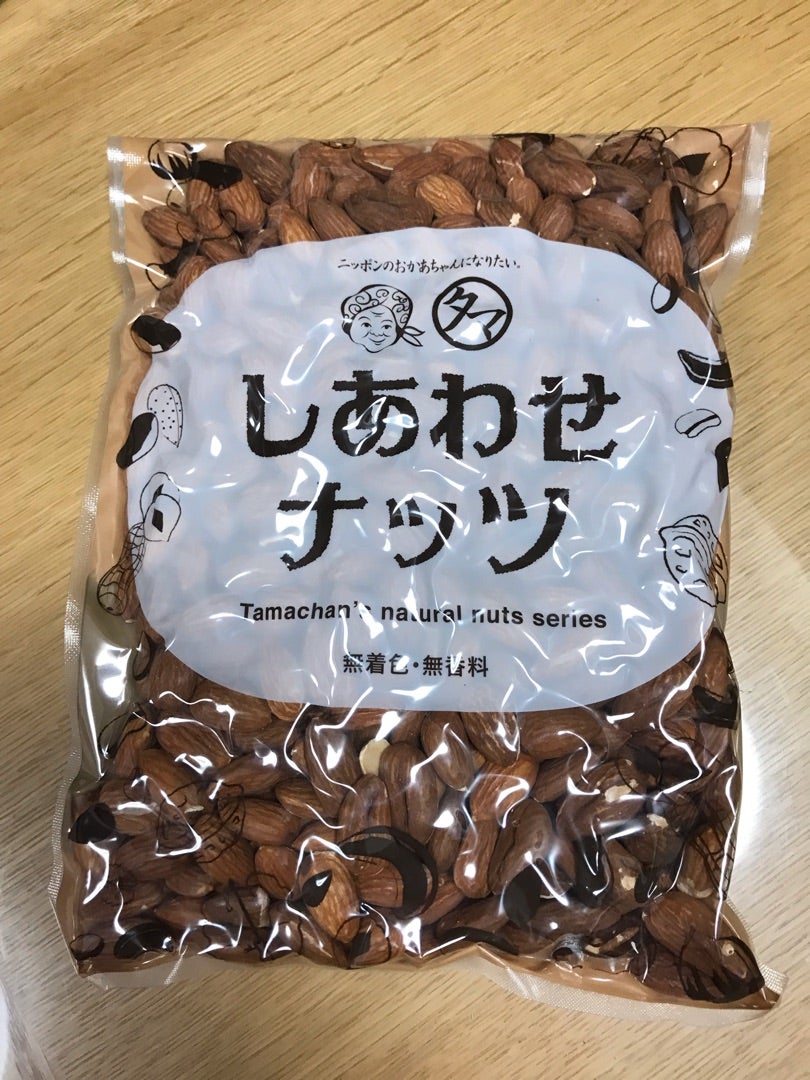 ニッポンのおかあちゃんになりたい。
タマ
しあわせ
ナッツ
Tamachan's natural nuts series
無着色・無香料